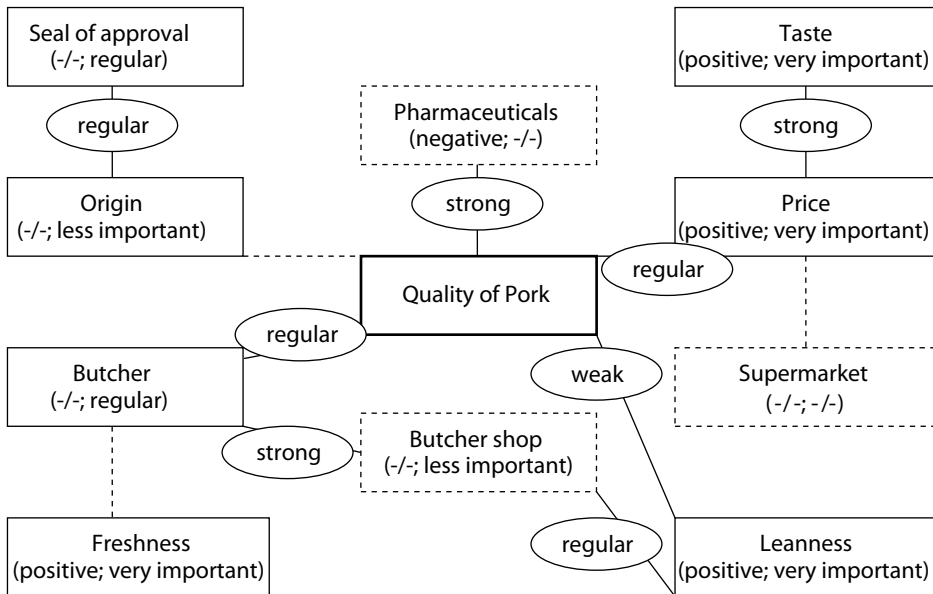 Seal of approval
(-/-; regular)
Taste
(positive; very important)
regular
Pharmaceuticals
(negative; -/-)
strong
Origin
(-/-; less important)
strong
Price
(positive; very important)
regular
Quality of Pork
regular
Butcher
(-/-; regular)
weak
Supermarket
(-/-; -/-)
strong
Butcher shop
(-/-; less important)
Freshness
(positive; very important)
regular
Leanness
(positive; very important)